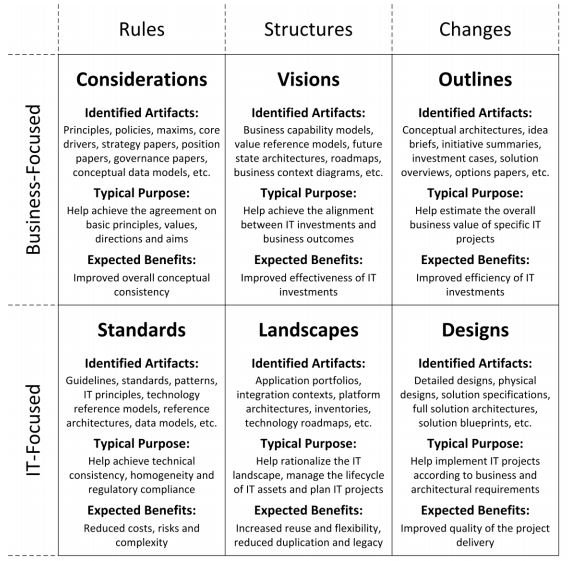 Rules
Structures
Changes
Business-Focused
Considerations
Identified Artifacts:
Principles, policies, maxims, core
drivers, strategy papers, position
papers, governance papers,
conceptual data models, etc.
Typical Purpose:
Help achieve the agreement on
basic principles, values,
directions and aims
Expected Benefits:
Improved overall conceptual
consistency
Visions
Identified Artifacts:
Business capability models,
value reference models, future
state architectures, roadmaps,
business context diagrams, etc.
Typical Purpose:
Help achieve the alignment
between IT investments and
business outcomes
Expected Benefits:
Improved effectiveness of IT
investments
Outlines
Identified Artifacts:
Conceptual architectures, idea
briefs, initiative summaries,
investment cases, solution
overviews, options papers, etc.
Typical Purpose:
Help estimate the overall
business value of specific IT
projects
Expected Benefits:
Improved efficiency of IT
investments
IT-Focused
Standards
Identified Artifacts:
Guidelines, standards, patterns,
IT principles, technology
reference models, reference
architectures, data models, etc.
Typical Purpose:
Help achieve technical
consistency, homogeneity and
regulatory compliance
Expected Benefits:
Reduced costs, risks and
complexity
Landscapes
Identified Artifacts:
Application portfolios,
integration contexts, platform
architectures, inventories,
technology roadmaps, etc.
Typical Purpose:
Help rationalize the IT
landscape, manage the lifecycle
of IT assets and plan IT projects
Expected Benefits:
Increased reuse and flexibility,
reduced duplication and legacy
Designs
Identified Artifacts:
Detailed designs, physical
designs, solution specifications,
full solution architectures,
solution blueprints, etc.
Typical Purpose:
Help implement IT projects
according to business and
architectural requirements
Expected Benefits:
Improved quality of the project
delivery